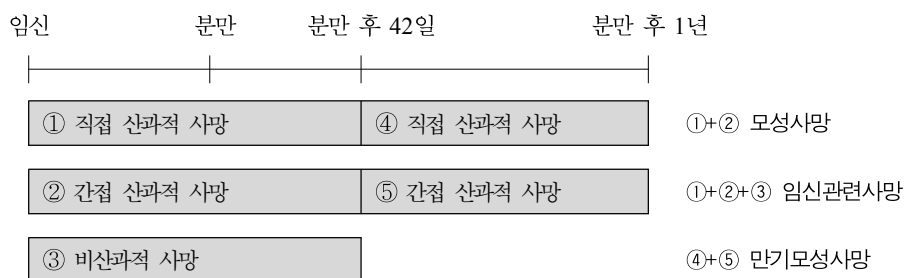 임신 분만 분만 후 42일 분만 후 1년
① 직접 산과적 사망 ④ 직접 산과적 사망 ①+② 모성사망
② 간접 산과적 사망 ⑤ 간접 산과적 사망 ①+②+③ 임신관련사망
③ 비산과적 사망 ④+⑤ 만기모성사망